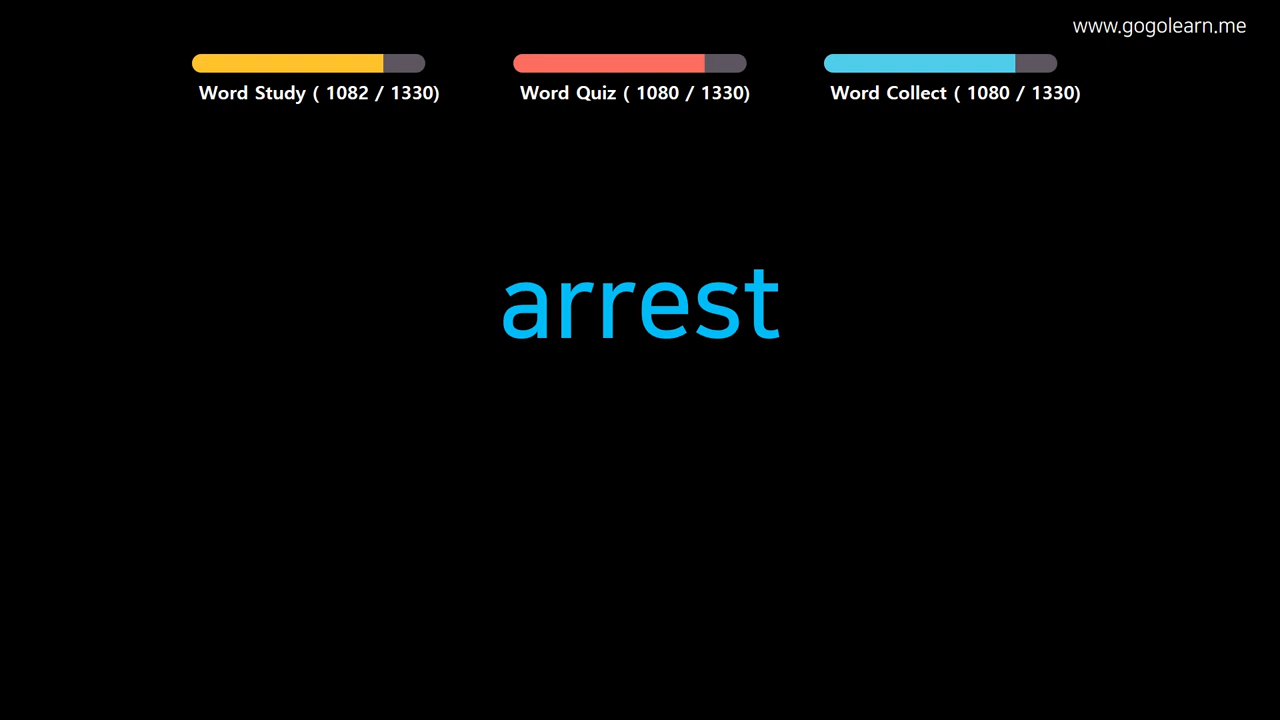 www.gogolearn.me
Word Study ( 1082 / 1330)
Word Quiz ( 1080 / 1330)
Word Collect ( 1080 / 1330)
arrest